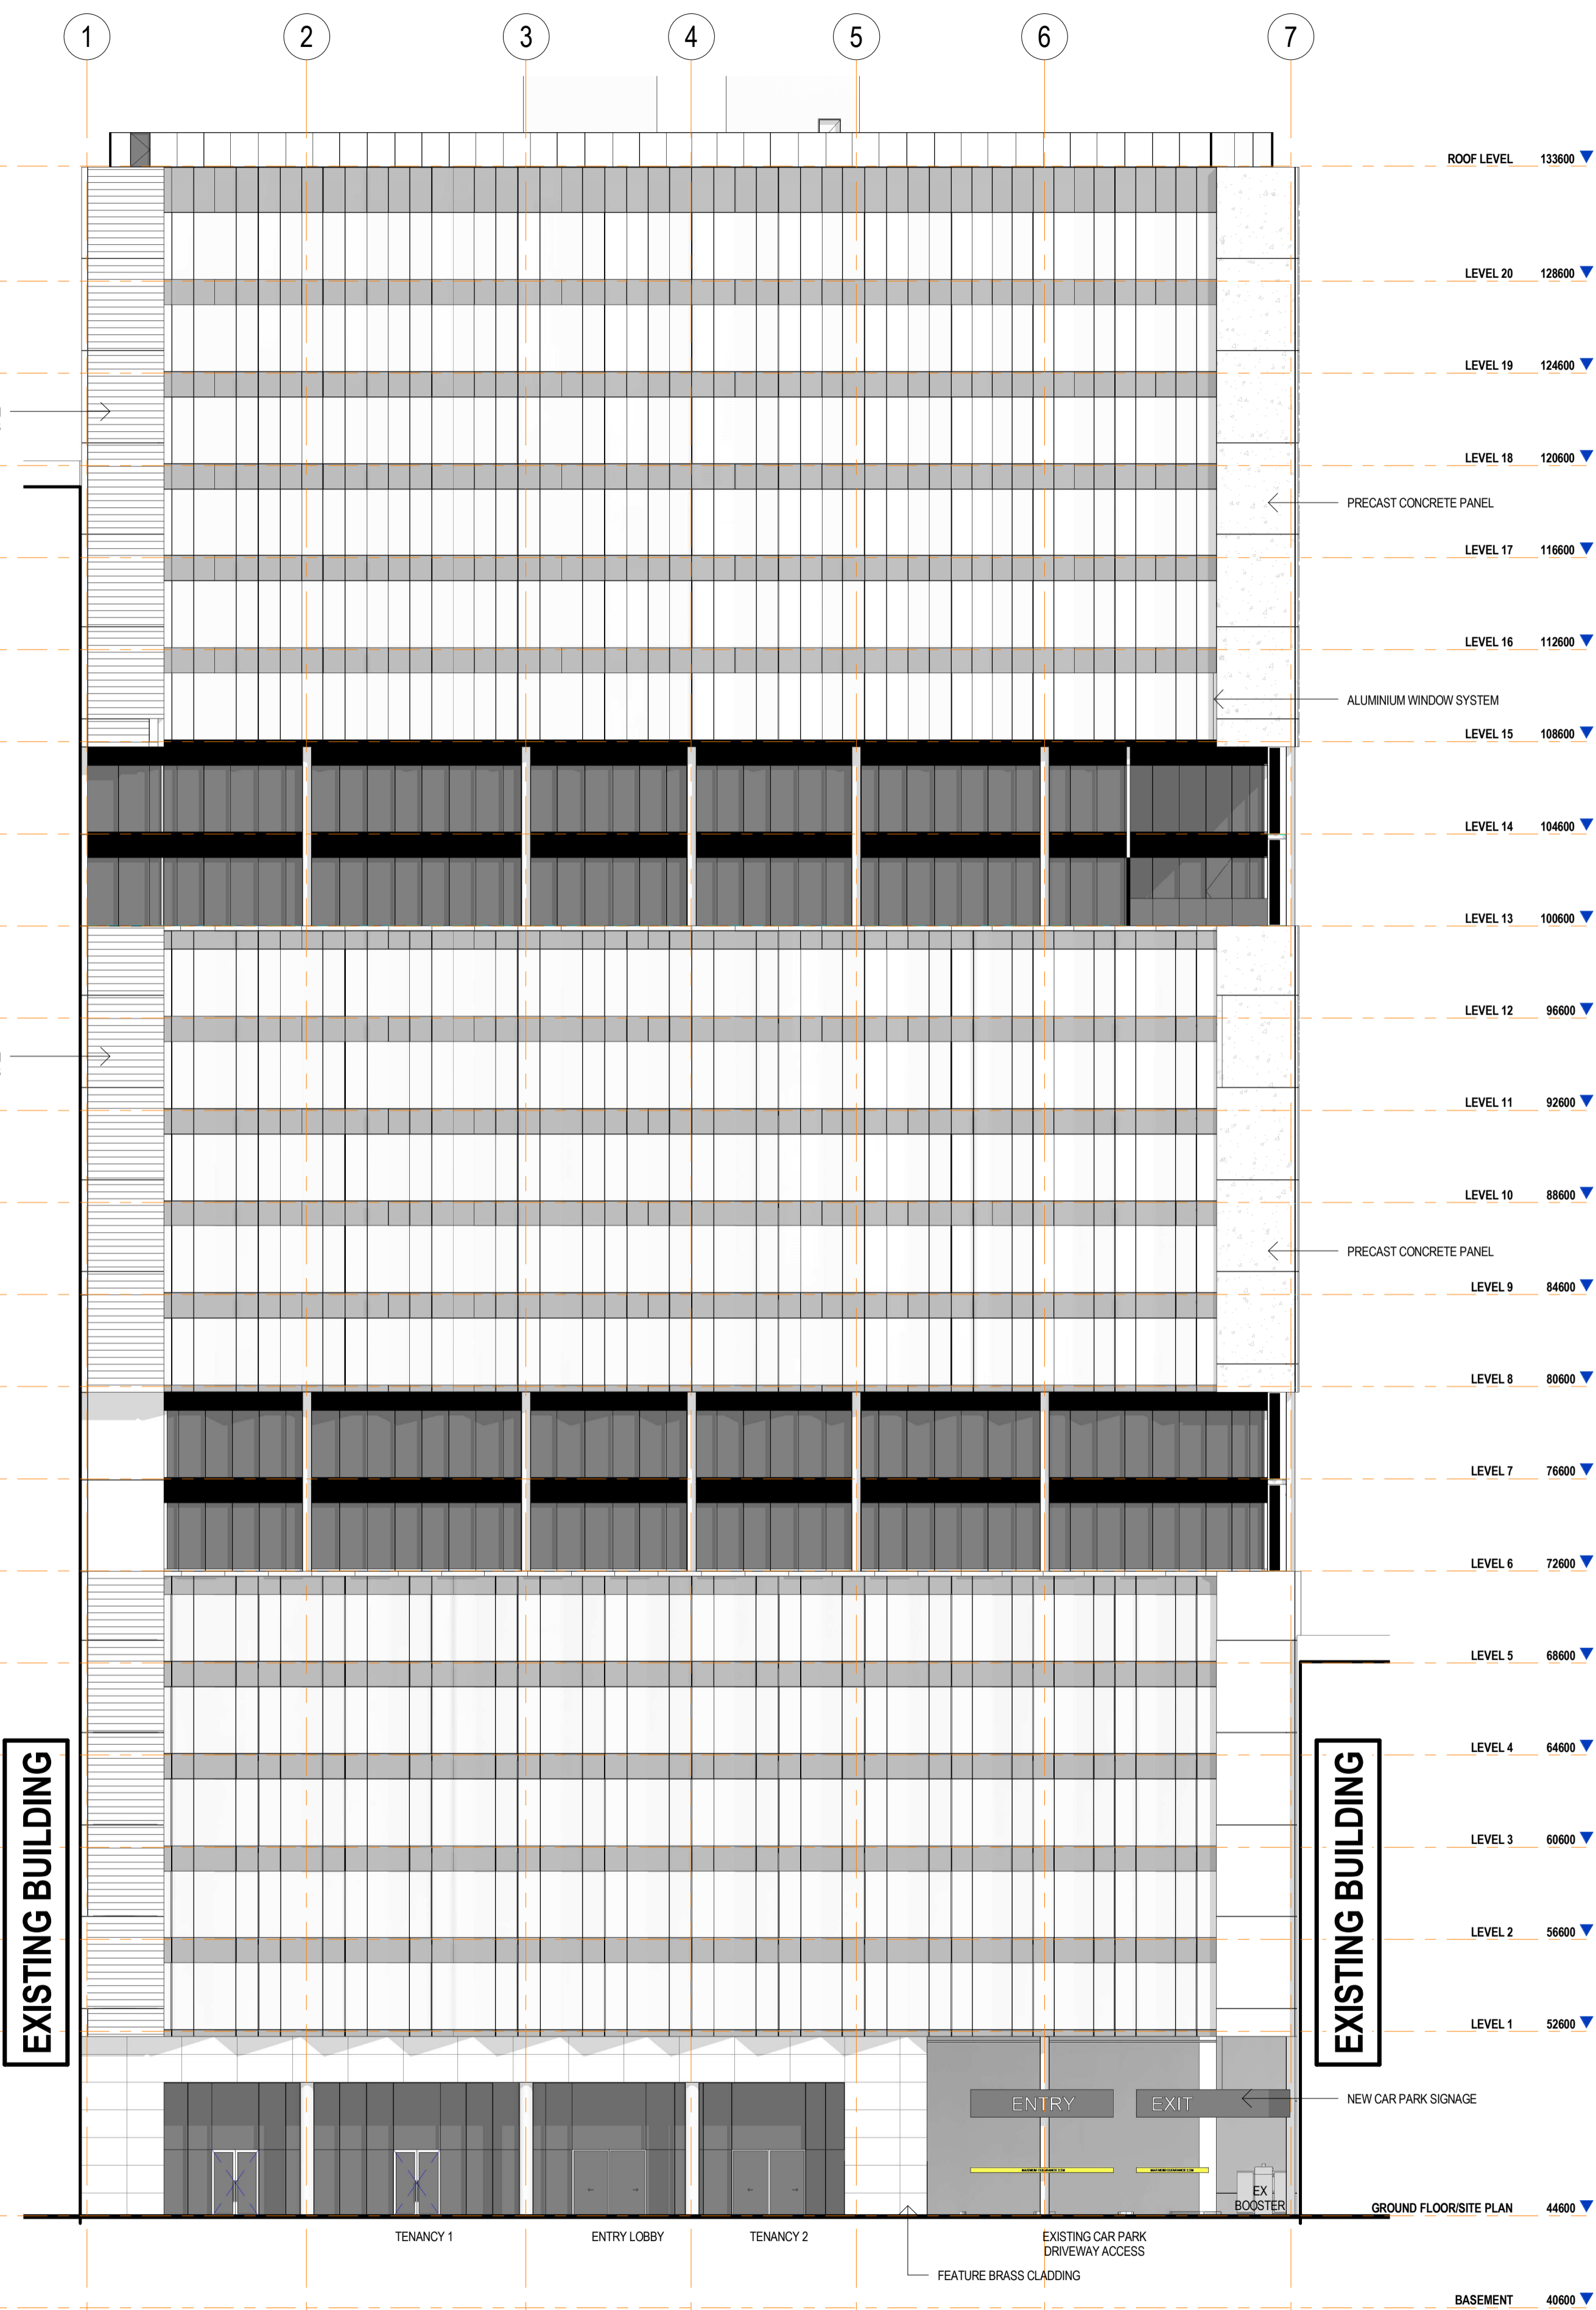 1
2
3
4
5
6
7
ROOF LEVEL 133600
LEVEL 20 128600
LEVEL 19 124600
LEVEL 18 120600
PRECAST CONCRETE PANEL
LEVEL 17 116600
LEVEL 16 112600
ALUMINIUM WINDOW SYSTEM
LEVEL 15 108600
LEVEL 14 104600
LEVEL 13 100600
LEVEL 12 96600
LEVEL 11 92600
LEVEL 10 88600
PRECAST CONCRETE PANEL
LEVEL 9 84600
LEVEL 8 80600
LEVEL 7 76600
LEVEL 6 72600
LEVEL 5 68600
LEVEL 4 64600
EXISTING BUILDING
EXISTING BUILDING
LEVEL 3 60600
LEVEL 2 56600
LEVEL 1 52600
ENTRY
EXIT
NEW CAR PARK SIGNAGE
EX
BOOSTER
GROUND FLOOR/SITE PLAN 44600
TENANCY 1
ENTRY LOBBY
TENANCY 2
EXISTING CAR PARK
DRIVEWAY ACCESS
FEATURE BRASS CLADDING
BASEMENT 40600